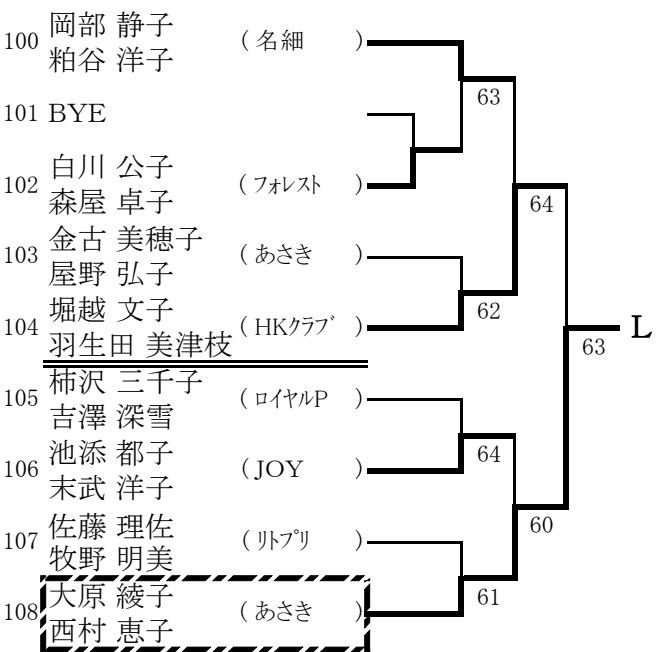 100 岡部 静子 (名細)
粕谷 洋子
63
101 BYE
102 白川 公子 (フォレスト)
森屋 卓子
64
103 金古 美穂子 (あさき)
屋野 弘子
62
104 堀越 文子 (HKクラブ)
羽生田 美津枝
63 L
105 柿沢 三千子 (ロイヤルP)
吉澤 深雪
64
106 池添 都子 (JOY)
末武 洋子
60
107 佐藤 理佐 (リトプリ)
牧野 明美
61
108 大原 綾子 (あさき)
西村 恵子